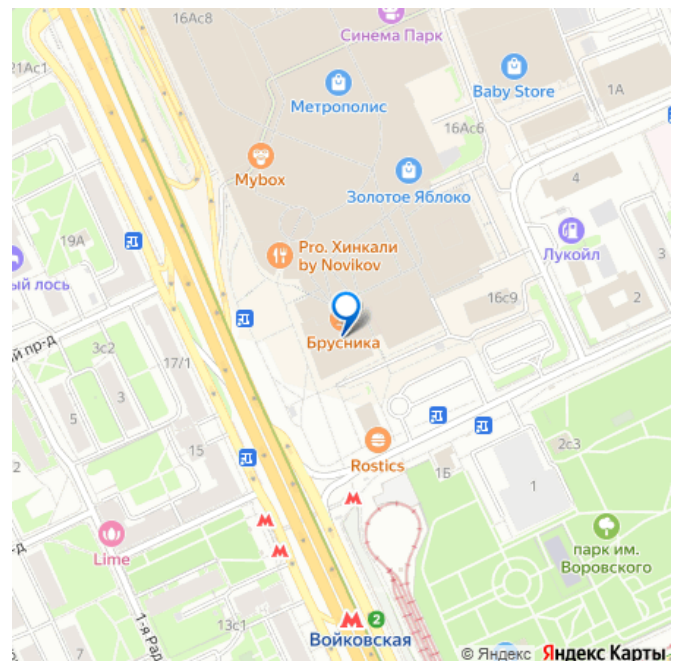 16Ас8
Синема Парк
21Ас1
Метрополис
Baby Store
1А
16Ас6
Mybox
Золотое Яблоко
4
19А
Pro. Хинкали
by Novikov
Лукойл
3
ый лось
16с9
2
Брусника
й пр-д
3с2
17/1
5
3
15
2с3
2
Rostics
1Б
1
Lime
парк им.
Воровского
1-я Рад
13с1
2
Войковская
7
© Яндекс Яндекс Карты